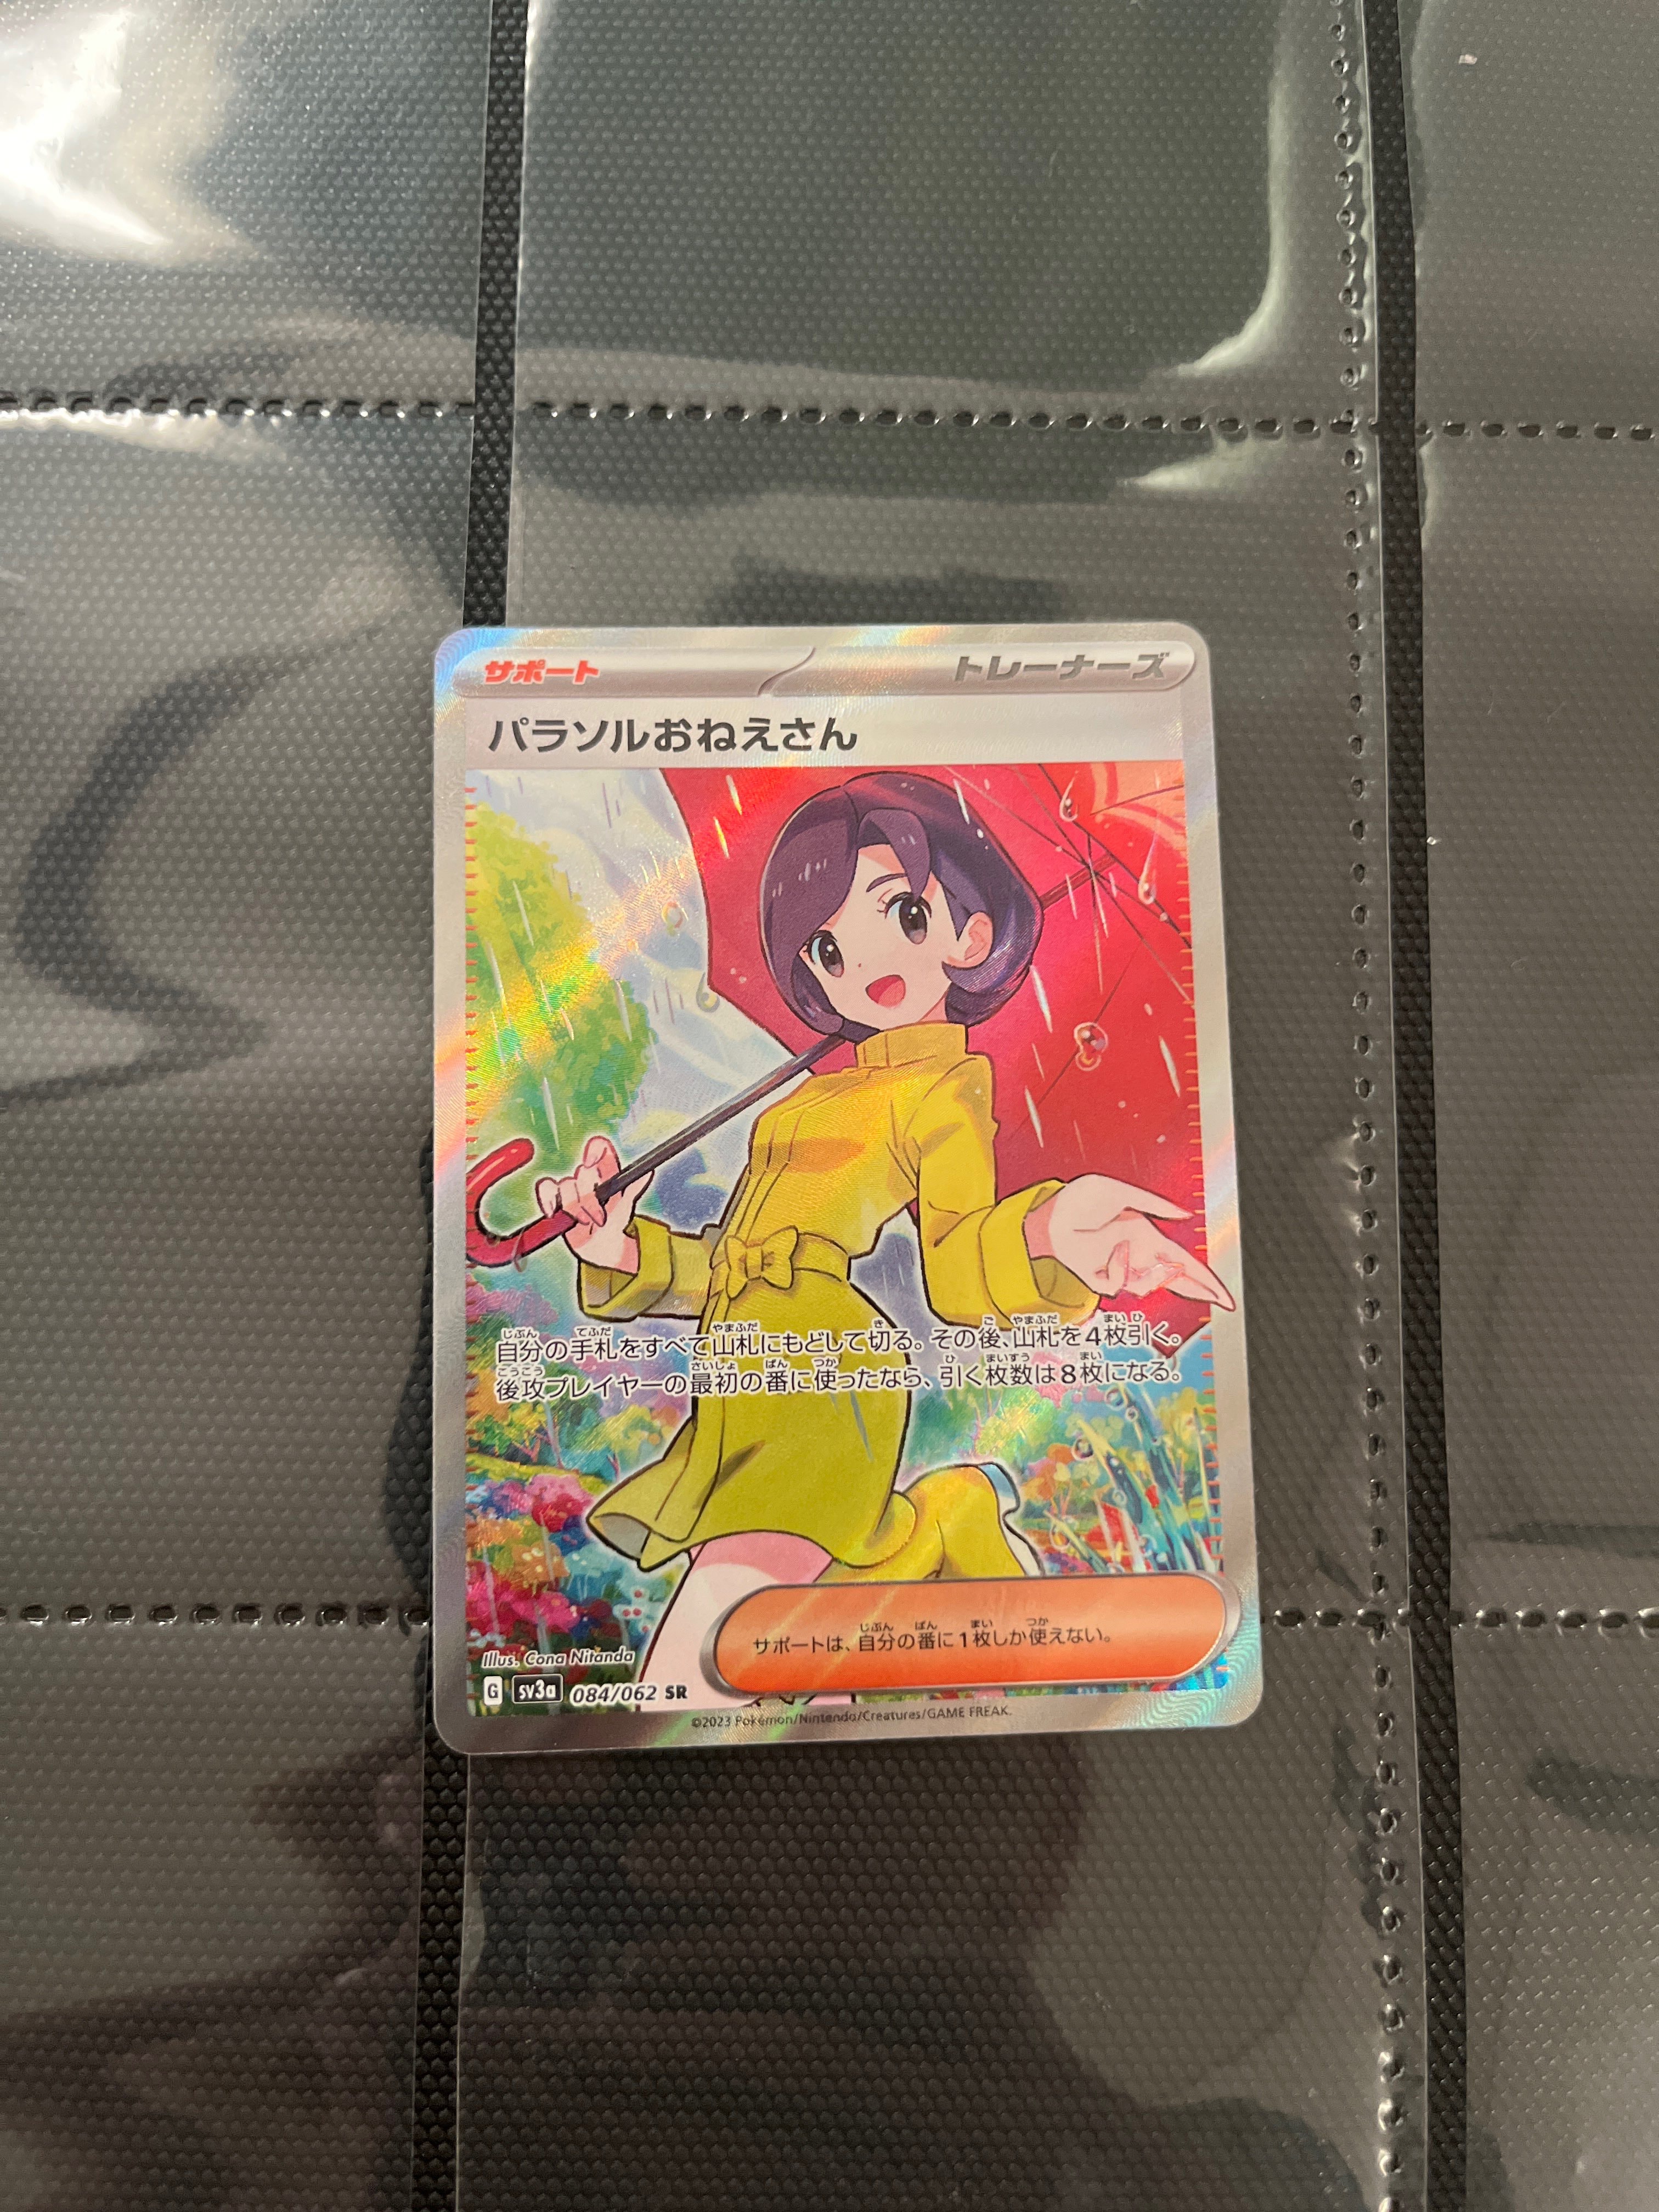 サポート
トレーナーズ
パラソルおねえさん
自分の手札をすべて山札にもどして切る。その後、山札を4枚引く。
後攻プレイヤーの最初の番に使ったなら、引く枚数は8枚になる。
サポートは、自分の番に1枚しか使えない。
Illus. Cona Nitanda
G sv3a 084/062 SR
©2023 Pokémon/Nintendo/Creatures/GAME FREAK.